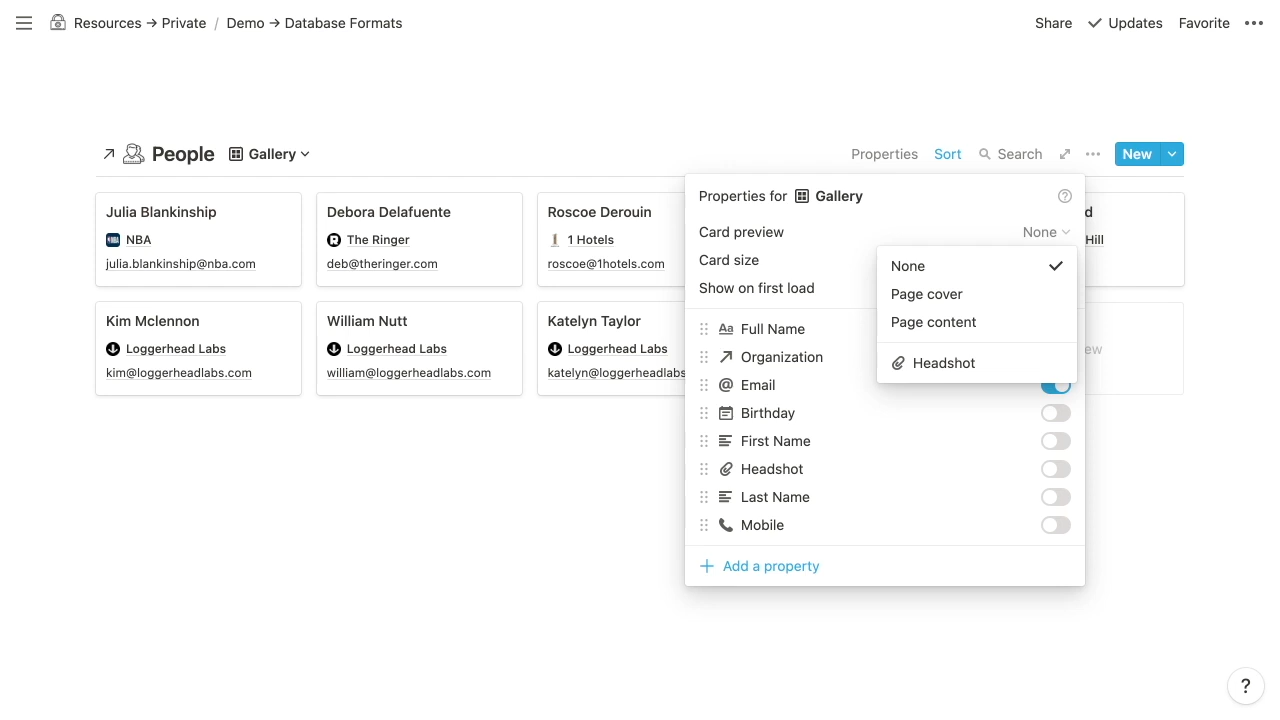 Resources → Private / Demo → Database Formats
Share Updates Favorite
People Gallery
Properties Sort Search New
Julia Blankinship
NBA
julia.blankinship@nba.com
Debora Delafuente
The Ringer
deb@theringer.com
Roscoe Derouin
1 Hotels
roscoe@1hotels.com
Hill
Kim Mclennon
Loggerhead Labs
kim@loggerheadlabs.com
William Nutt
Loggerhead Labs
william@loggerheadlabs.com
Katelyn Taylor
Loggerhead Labs
katelyn@loggerheadlabs
Properties for Gallery ?
Card preview None
Card size
Show on first load
None
Page cover
Page content
Headshot
Aa Full Name
Organization
@ Email
Birthday
First Name
Headshot
Last Name
Mobile
+ Add a property
?